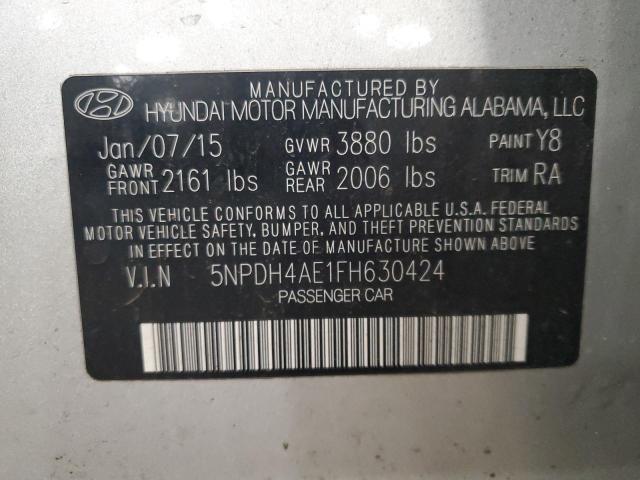 MANUFACTURED BY
HYUNDAI MOTOR MANUFACTURING ALABAMA, LLC
Jan/07/15 GVWR 3880 lbs PAINT Y8
GAWR FRONT 2161 lbs GAWR REAR 2006 lbs TRIM RA
THIS VEHICLE CONFORMS TO ALL APPLICABLE U.S.A. FEDERAL
MOTOR VEHICLE SAFETY, BUMPER, AND THEFT PREVENTION STANDARDS
IN EFFECT ON THE DATE OF MANUFACTURE SHOWN ABOVE.
V.I.N 5NPDH4AE1FH630424
PASSENGER CAR